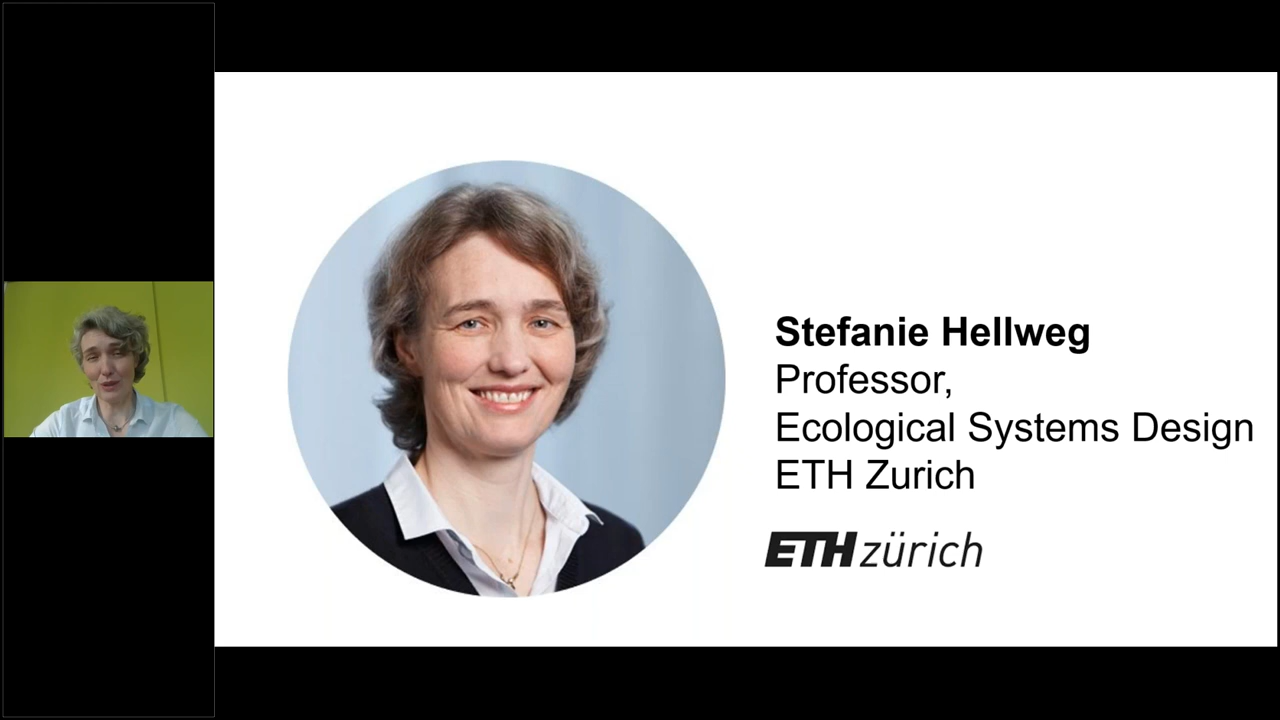 Stefanie Hellweg
Professor,
Ecological Systems Design
ETH Zurich
ETH zürich